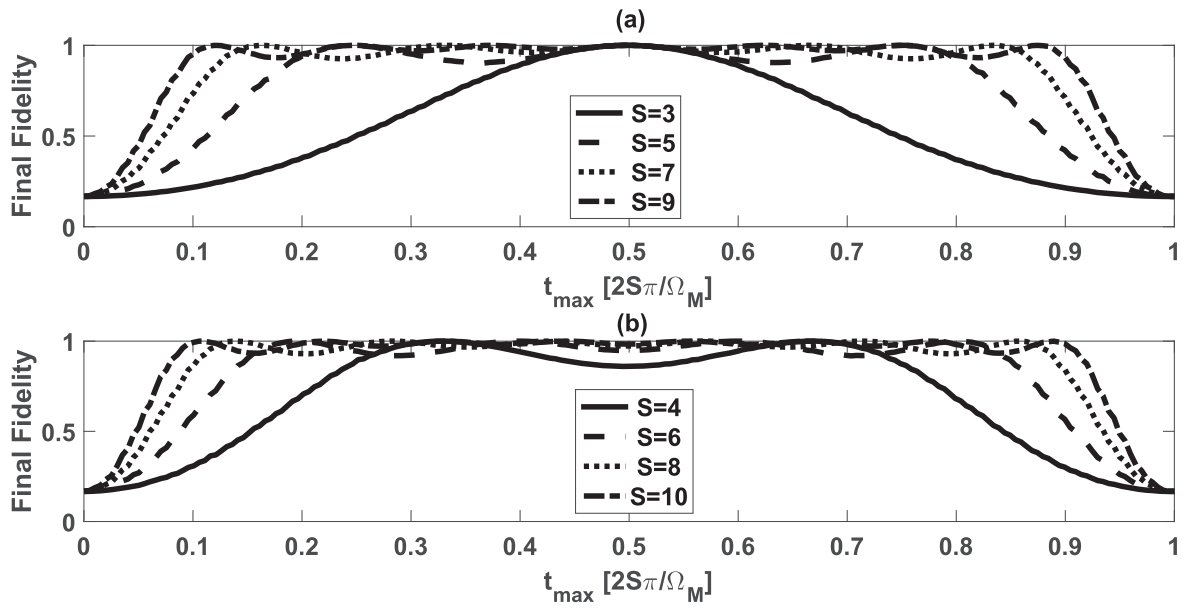 (a)
1
0.5
0
Final Fidelity
S=3
S=5
S=7
S=9
0 0.1 0.2 0.3 0.4 0.5 0.6 0.7 0.8 0.9 1
t_max [2Sπ/Ω_M]
(b)
1
0.5
0
Final Fidelity
S=4
S=6
S=8
S=10
0 0.1 0.2 0.3 0.4 0.5 0.6 0.7 0.8 0.9 1
t_max [2Sπ/Ω_M]